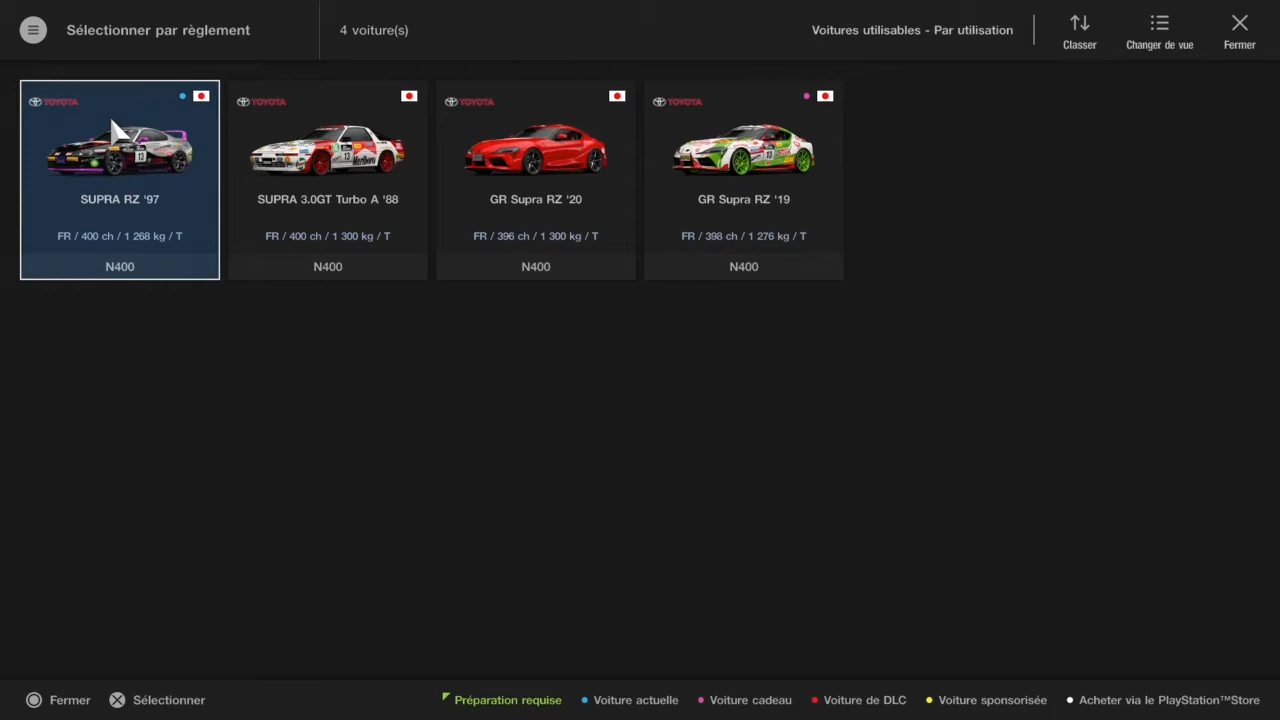 Sélectionner par règlement
4 voiture(s)
Voitures utilisables - Par utilisation
Classer
Changer de vue
Fermer
TOYOTA
13
SUPRA RZ '97
FR / 400 ch / 1 268 kg / T
N400
TOYOTA
13
Marlboro
SUPRA 3.0GT Turbo A '88
FR / 400 ch / 1 300 kg / T
N400
TOYOTA
GR Supra RZ '20
FR / 396 ch / 1 300 kg / T
N400
TOYOTA
13
GR Supra RZ '19
FR / 398 ch / 1 276 kg / T
N400
Fermer
Sélectionner
Préparation requise
Voiture actuelle
Voiture cadeau
Voiture de DLC
Voiture sponsorisée
Acheter via le PlayStation™Store